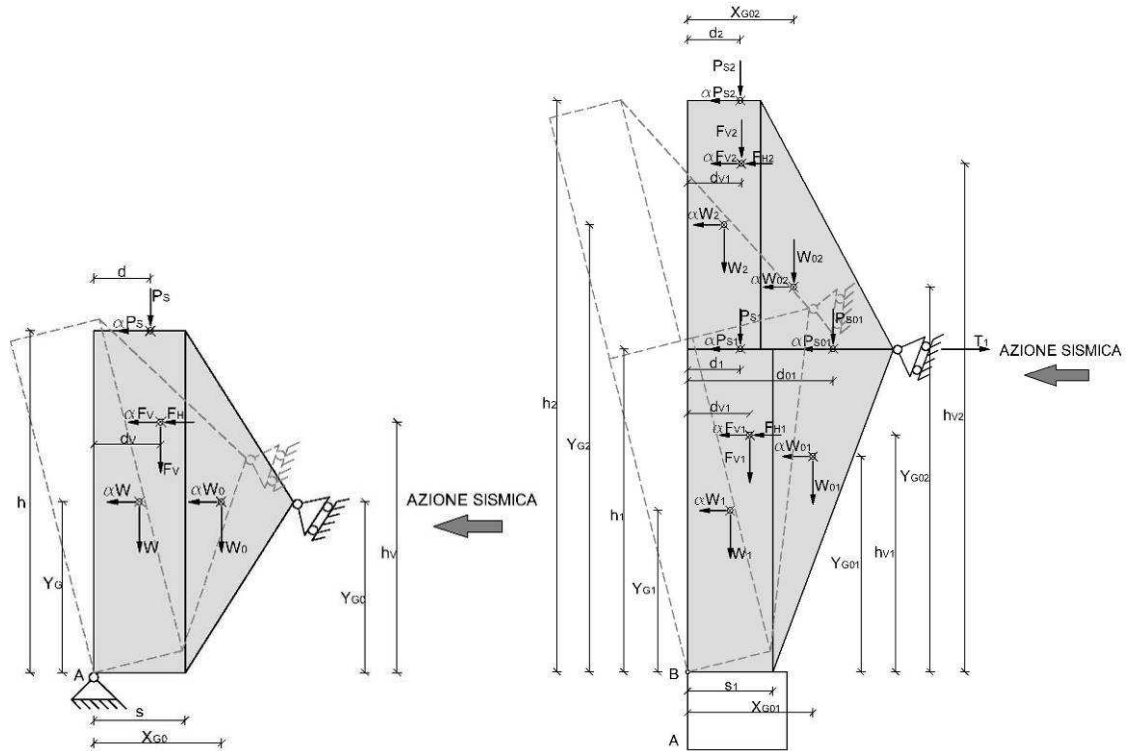 d
PS
αPS
αFV
FH
dV
FV
αW
αW0
W
W0
h
YG
YG0
hV
A
s
XG0
AZIONE SISMICA
XG02
d2
PS2
αPS2
FV2
αFV2
FH2
dV1
αW2
W2
W02
αW02
PS1
PS01
αPS1
αPS01
T1
AZIONE SISMICA
d1
d01
dV1
αFV1
FH1
FV1
αW01
W01
αW1
W1
h2
YG2
h1
YG1
YG01
hV1
YG02
hV2
B
s1
XG01
A